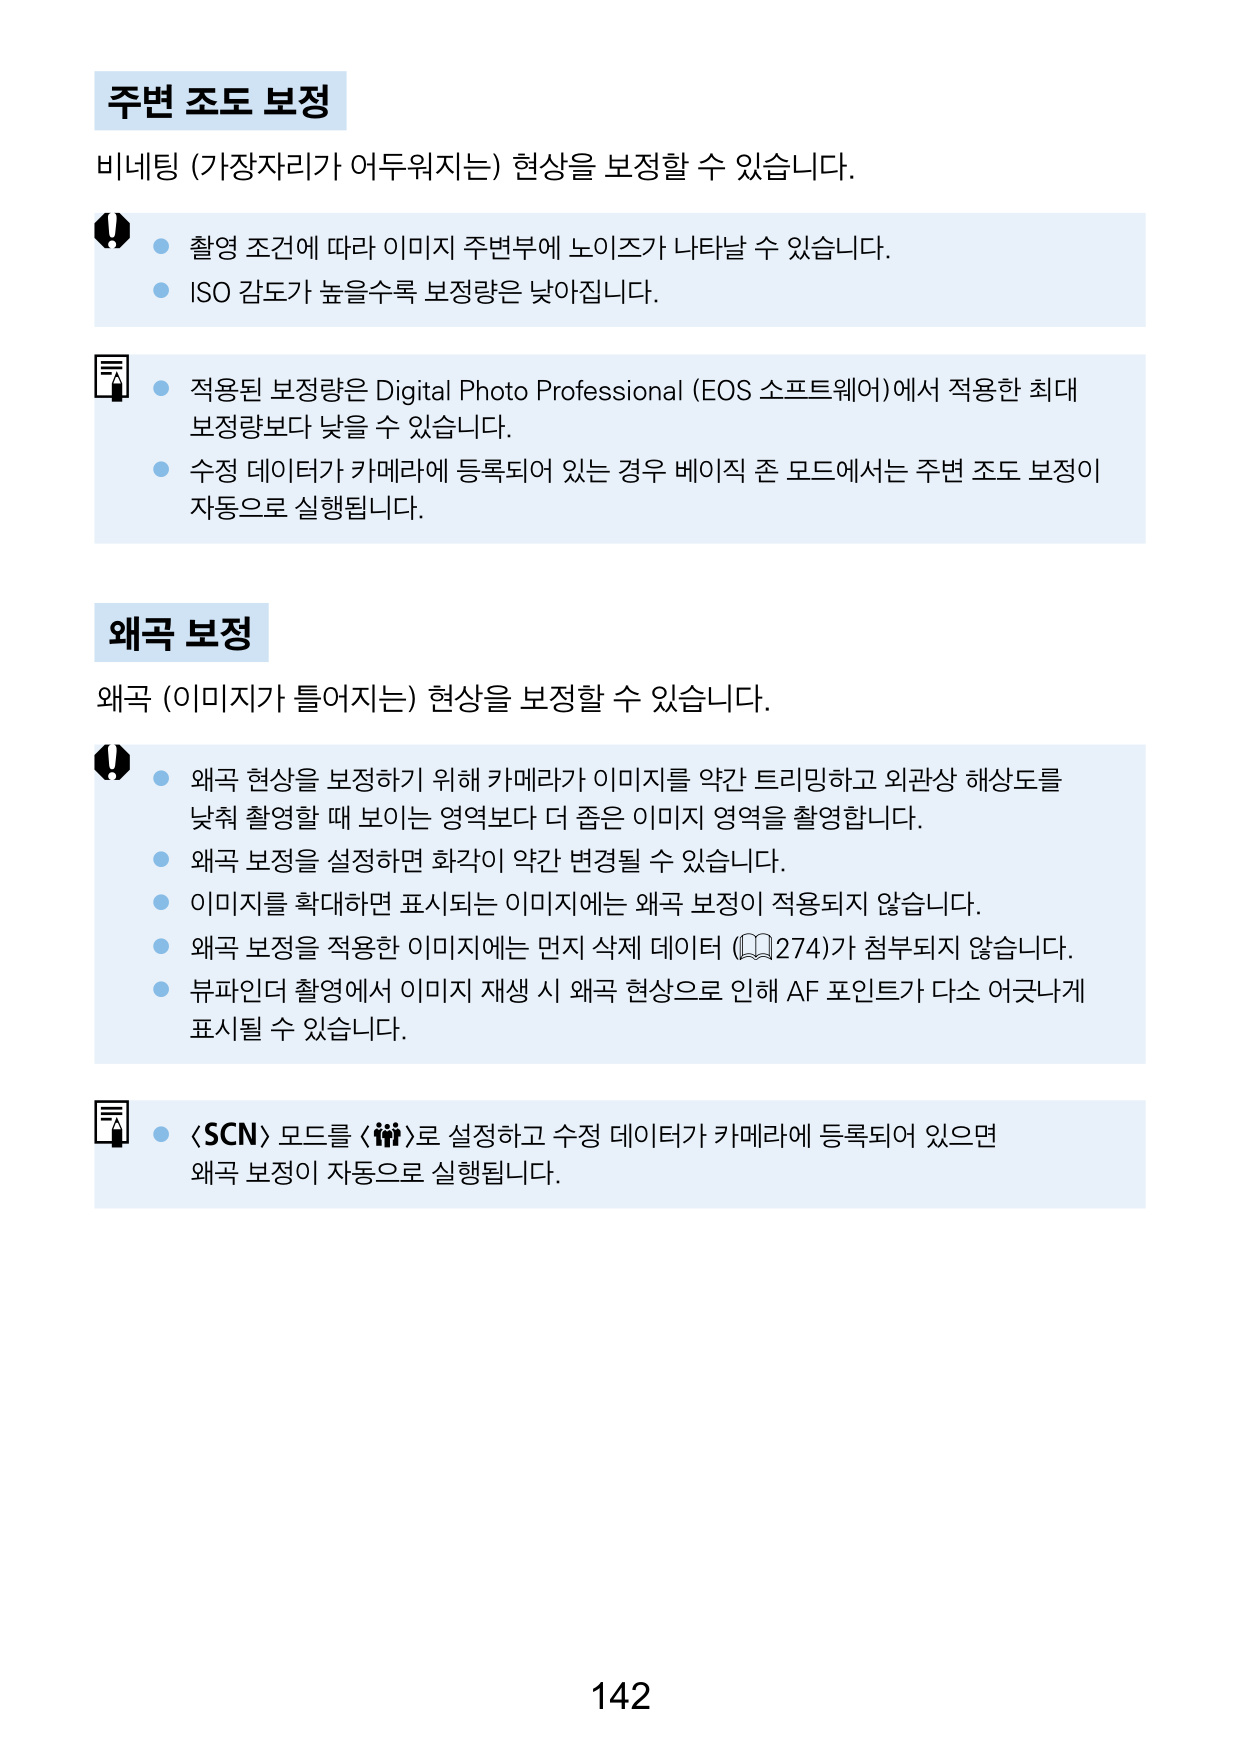 주변 조도 보정
비네팅 (가장자리가 어두워지는) 현상을 보정할 수 있습니다.
● 촬영 조건에 따라 이미지 주변부에 노이즈가 나타날 수 있습니다.
● ISO 감도가 높을수록 보정량은 낮아집니다.
● 적용된 보정량은 Digital Photo Professional (EOS 소프트웨어)에서 적용한 최대
보정량보다 낮을 수 있습니다.
● 수정 데이터가 카메라에 등록되어 있는 경우 베이직 존 모드에서는 주변 조도 보정이
자동으로 실행됩니다.
왜곡 보정
왜곡 (이미지가 틀어지는) 현상을 보정할 수 있습니다.
● 왜곡 현상을 보정하기 위해 카메라가 이미지를 약간 트리밍하고 외관상 해상도를
낮춰 촬영할 때 보이는 영역보다 더 좁은 이미지 영역을 촬영합니다.
● 왜곡 보정을 설정하면 화각이 약간 변경될 수 있습니다.
● 이미지를 확대하면 표시되는 이미지에는 왜곡 보정이 적용되지 않습니다.
● 왜곡 보정을 적용한 이미지에는 먼지 삭제 데이터 (274)가 첨부되지 않습니다.
● 뷰파인더 촬영에서 이미지 재생 시 왜곡 현상으로 인해 AF 포인트가 다소 어긋나게
표시될 수 있습니다.
● <SCN> 모드를 < >로 설정하고 수정 데이터가 카메라에 등록되어 있으면
왜곡 보정이 자동으로 실행됩니다.
142